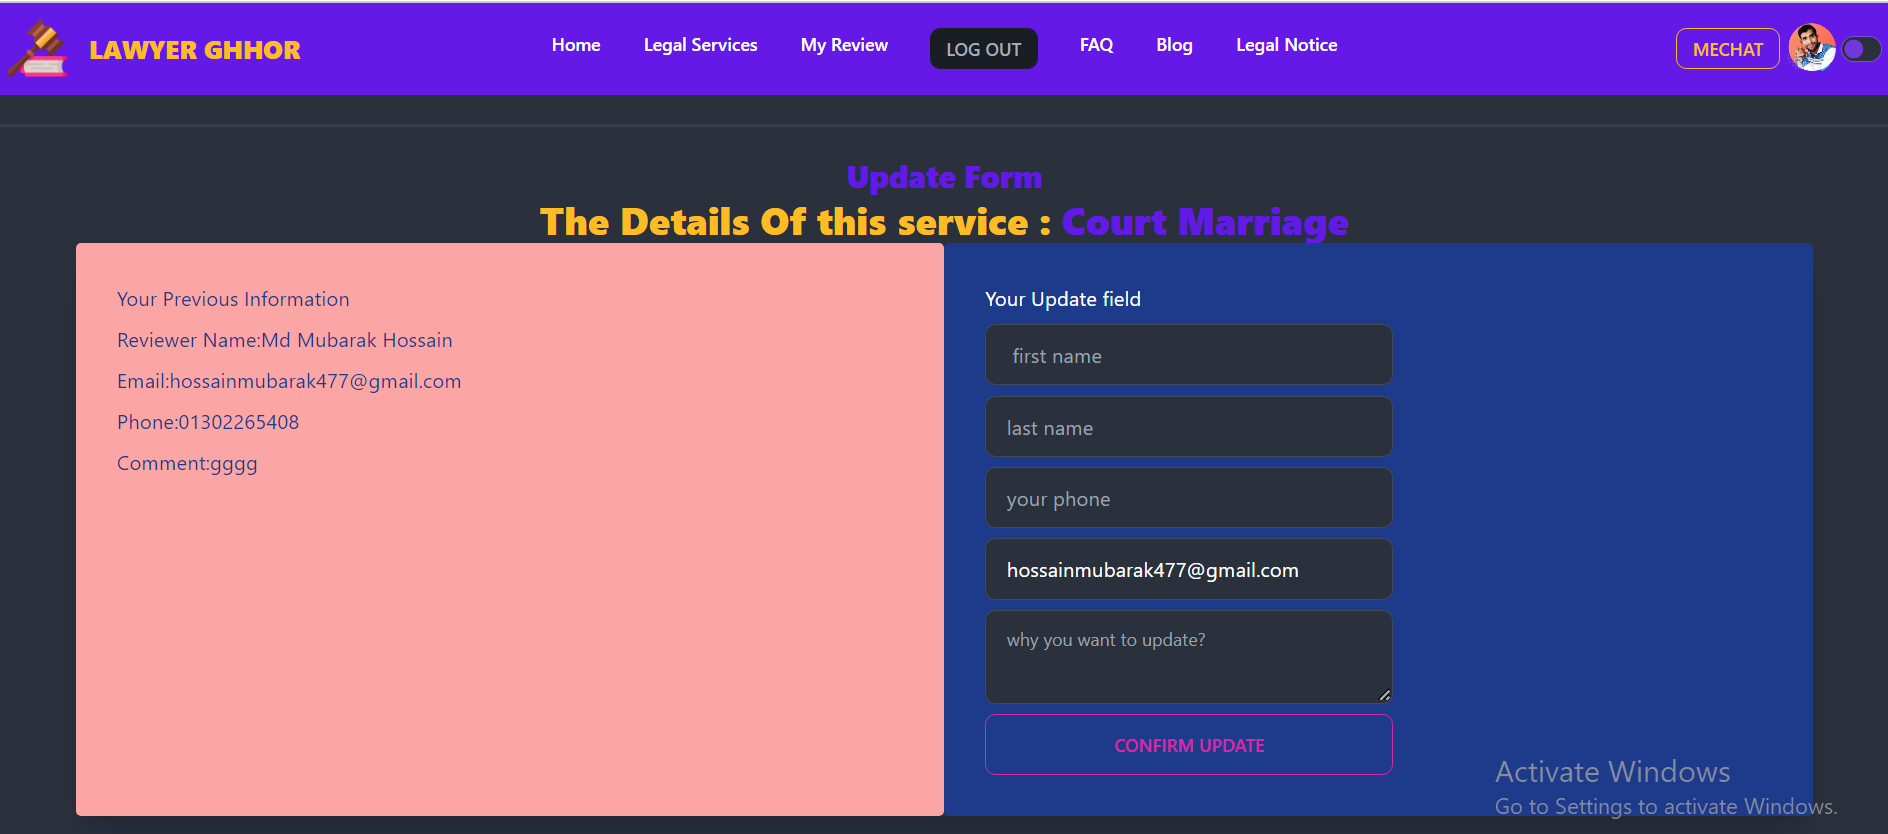 LAWYER GHHOR
Home
Legal Services
My Review
LOG OUT
FAQ
Blog
Legal Notice
MECHAT
Update Form
The Details Of this service : Court Marriage
Your Previous Information
Reviewer Name:Md Mubarak Hossain
Email:hossainmubarak477@gmail.com
Phone:01302265408
Comment:gggg
Your Update field
first name
last name
your phone
hossainmubarak477@gmail.com
why you want to update?
CONFIRM UPDATE
Activate Windows
Go to Settings to activate Windows.